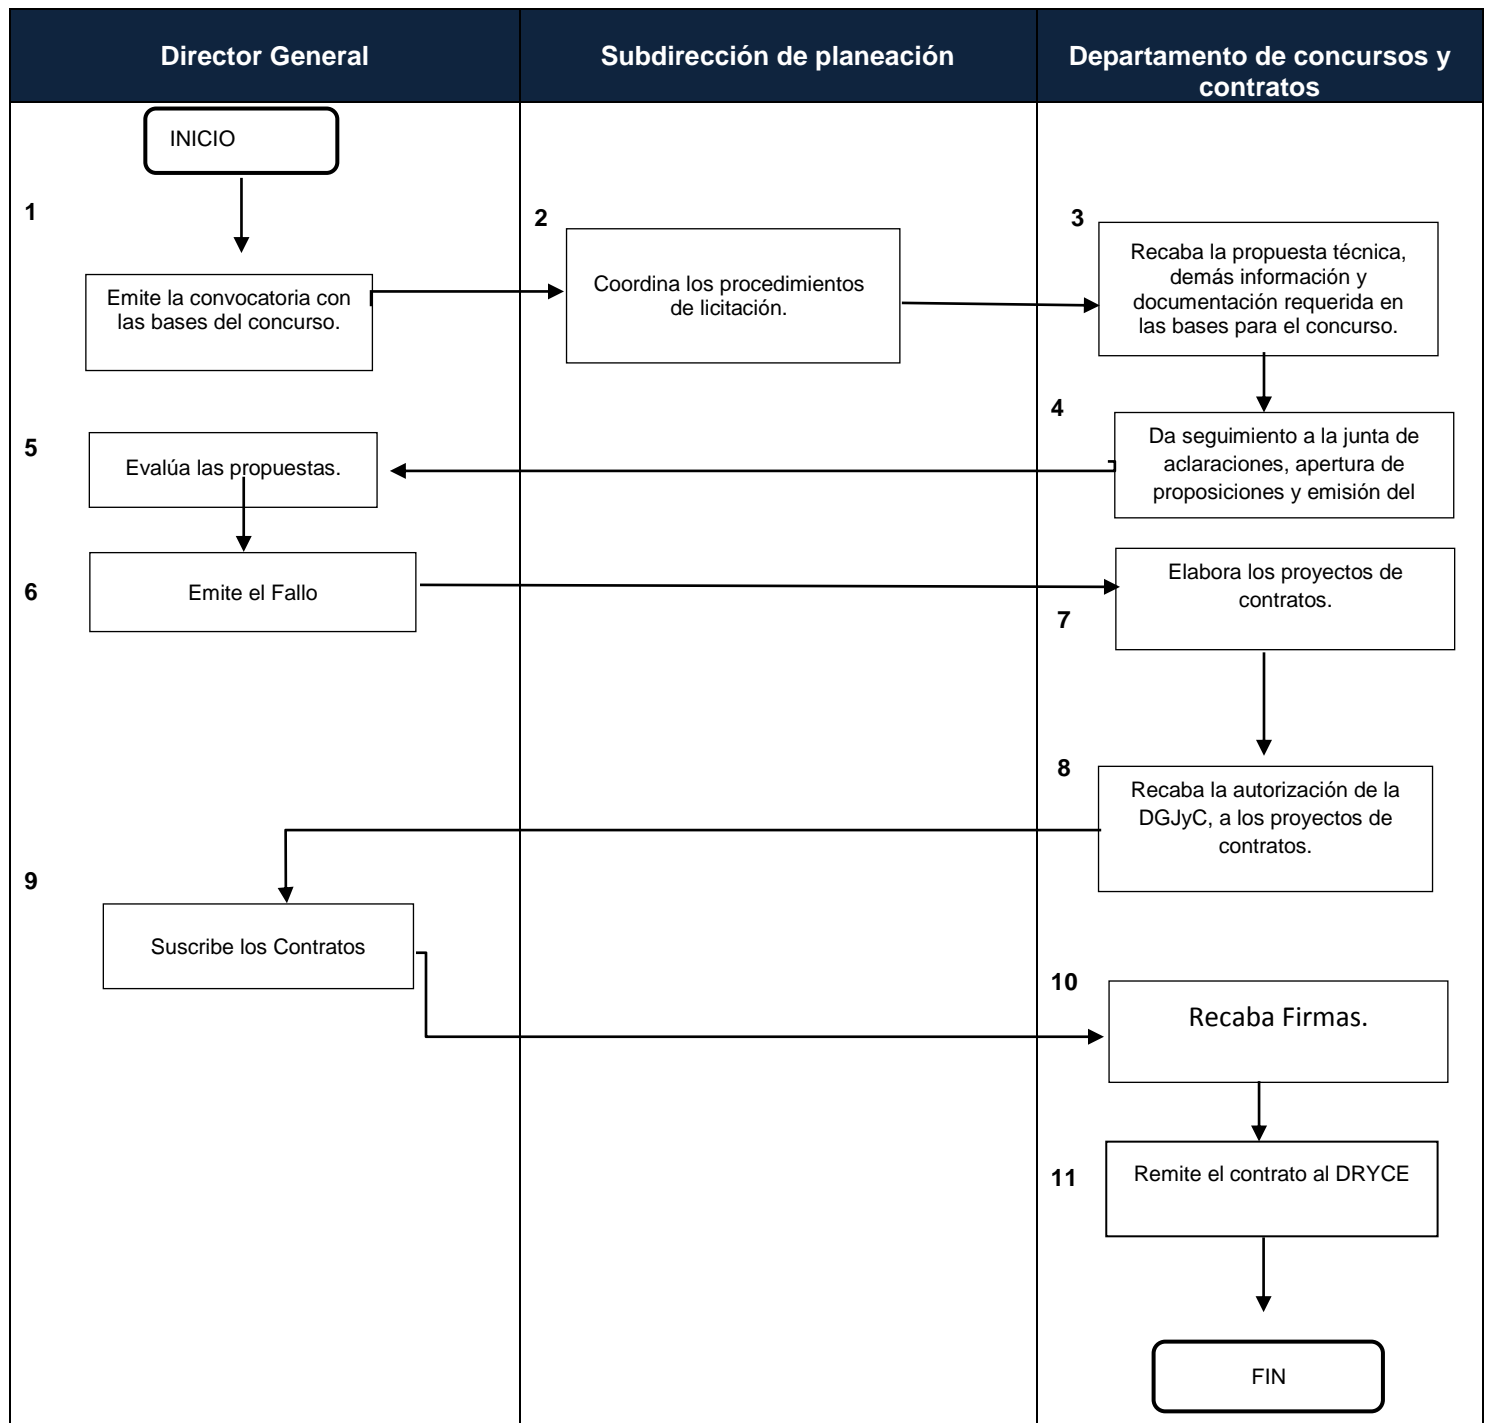 Director General
Subdirección de planeación
Departamento de concursos y
contratos
INICIO
1
Emite la convocatoria con
las bases del concurso.
2
Coordina los procedimientos
de licitación.
3
Recaba la propuesta técnica,
demás información y
documentación requerida en
las bases para el concurso.
4
Da seguimiento a la junta de
aclaraciones, apertura de
proposiciones y emisión del
5
Evalúa las propuestas.
6
Emite el Fallo
7
Elabora los proyectos de
contratos.
8
Recaba la autorización de la
DGJyC, a los proyectos de
contratos.
9
Suscribe los Contratos
10
Recaba Firmas.
11
Remite el contrato al DRYCE
FIN